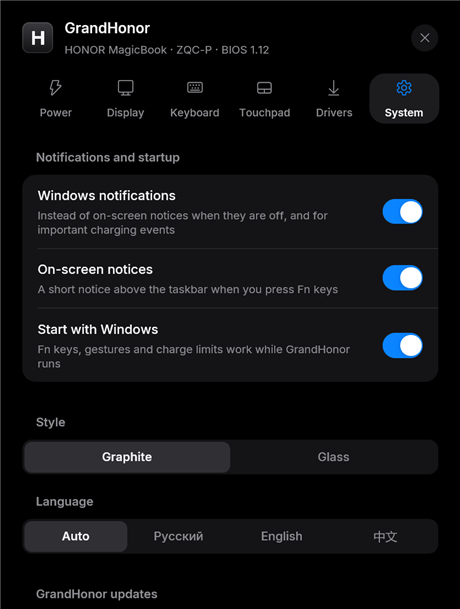 H
GrandHonor
HONOR MagicBook · ZQC-P · BIOS 1.12
Power
Display
Keyboard
Touchpad
Drivers
System
Notifications and startup
Windows notifications
Instead of on-screen notices when they are off, and for
important charging events
On-screen notices
A short notice above the taskbar when you press Fn keys
Start with Windows
Fn keys, gestures and charge limits work while GrandHonor
runs
Style
Graphite
Glass
Language
Auto
Русский
English
中文
GrandHonor updates